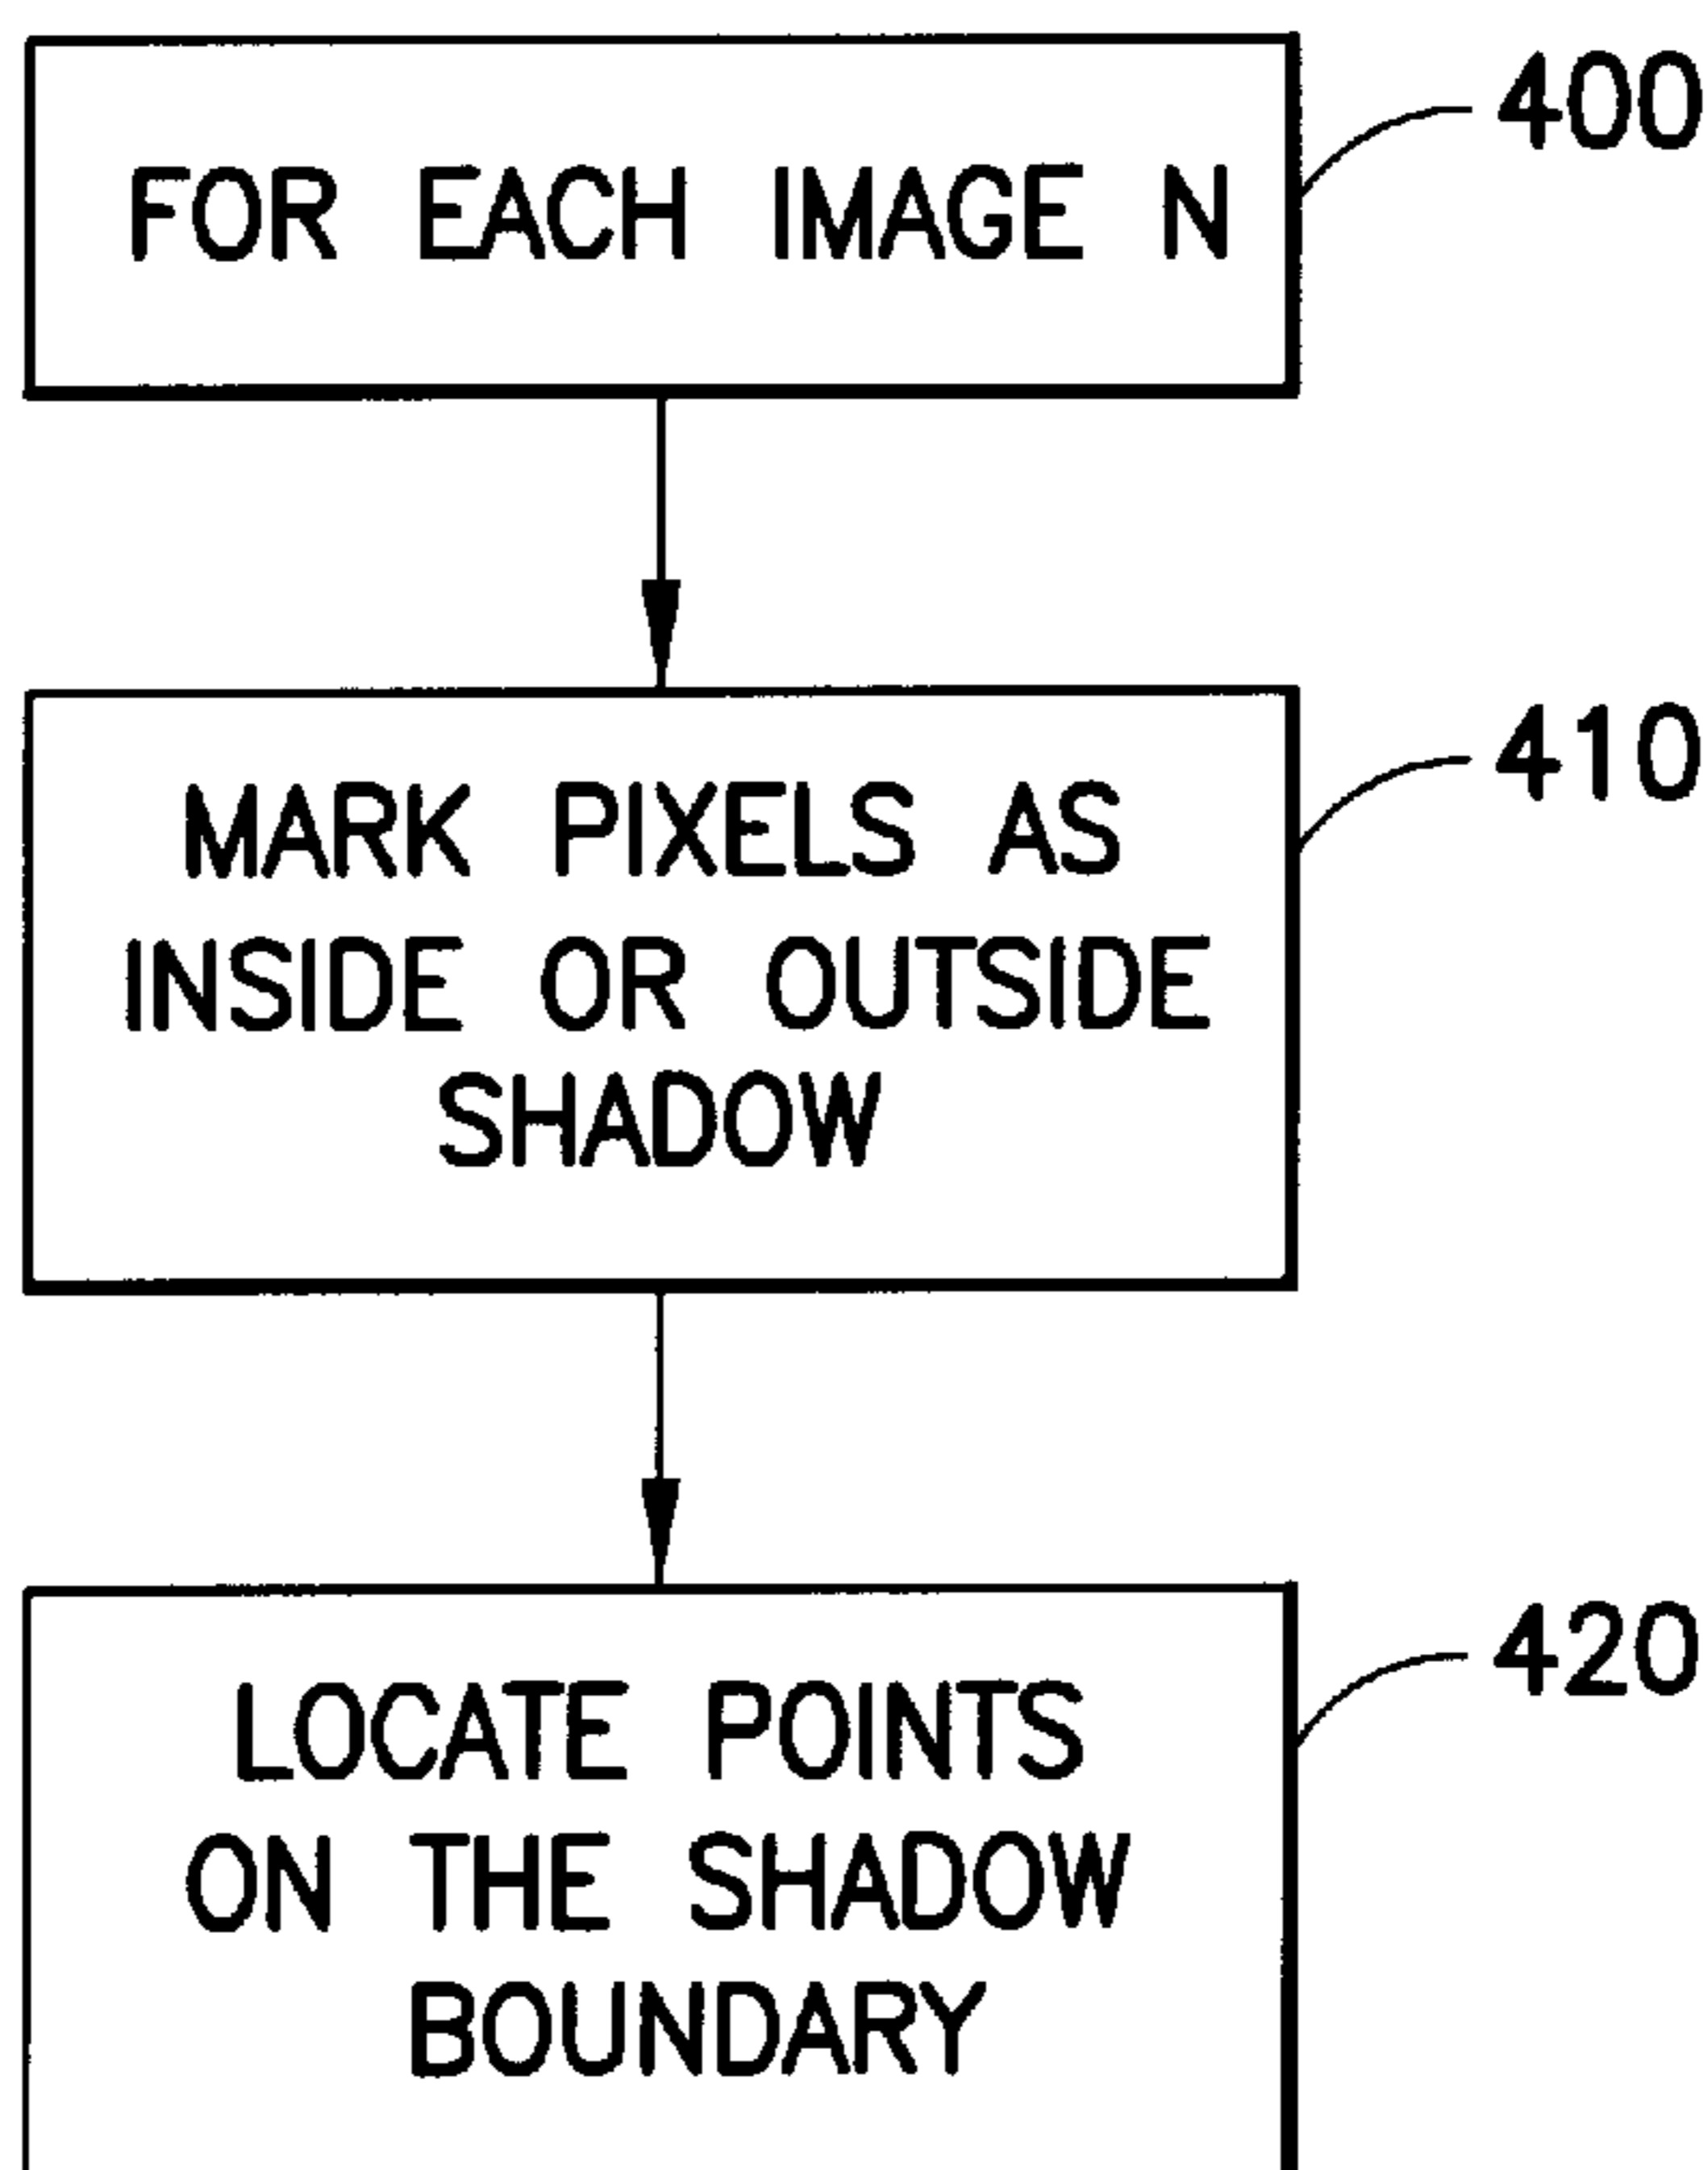 FOR EACH IMAGE N
400
MARK PIXELS AS
INSIDE OR OUTSIDE
SHADOW
410
LOCATE POINTS
ON THE SHADOW
BOUNDARY
420